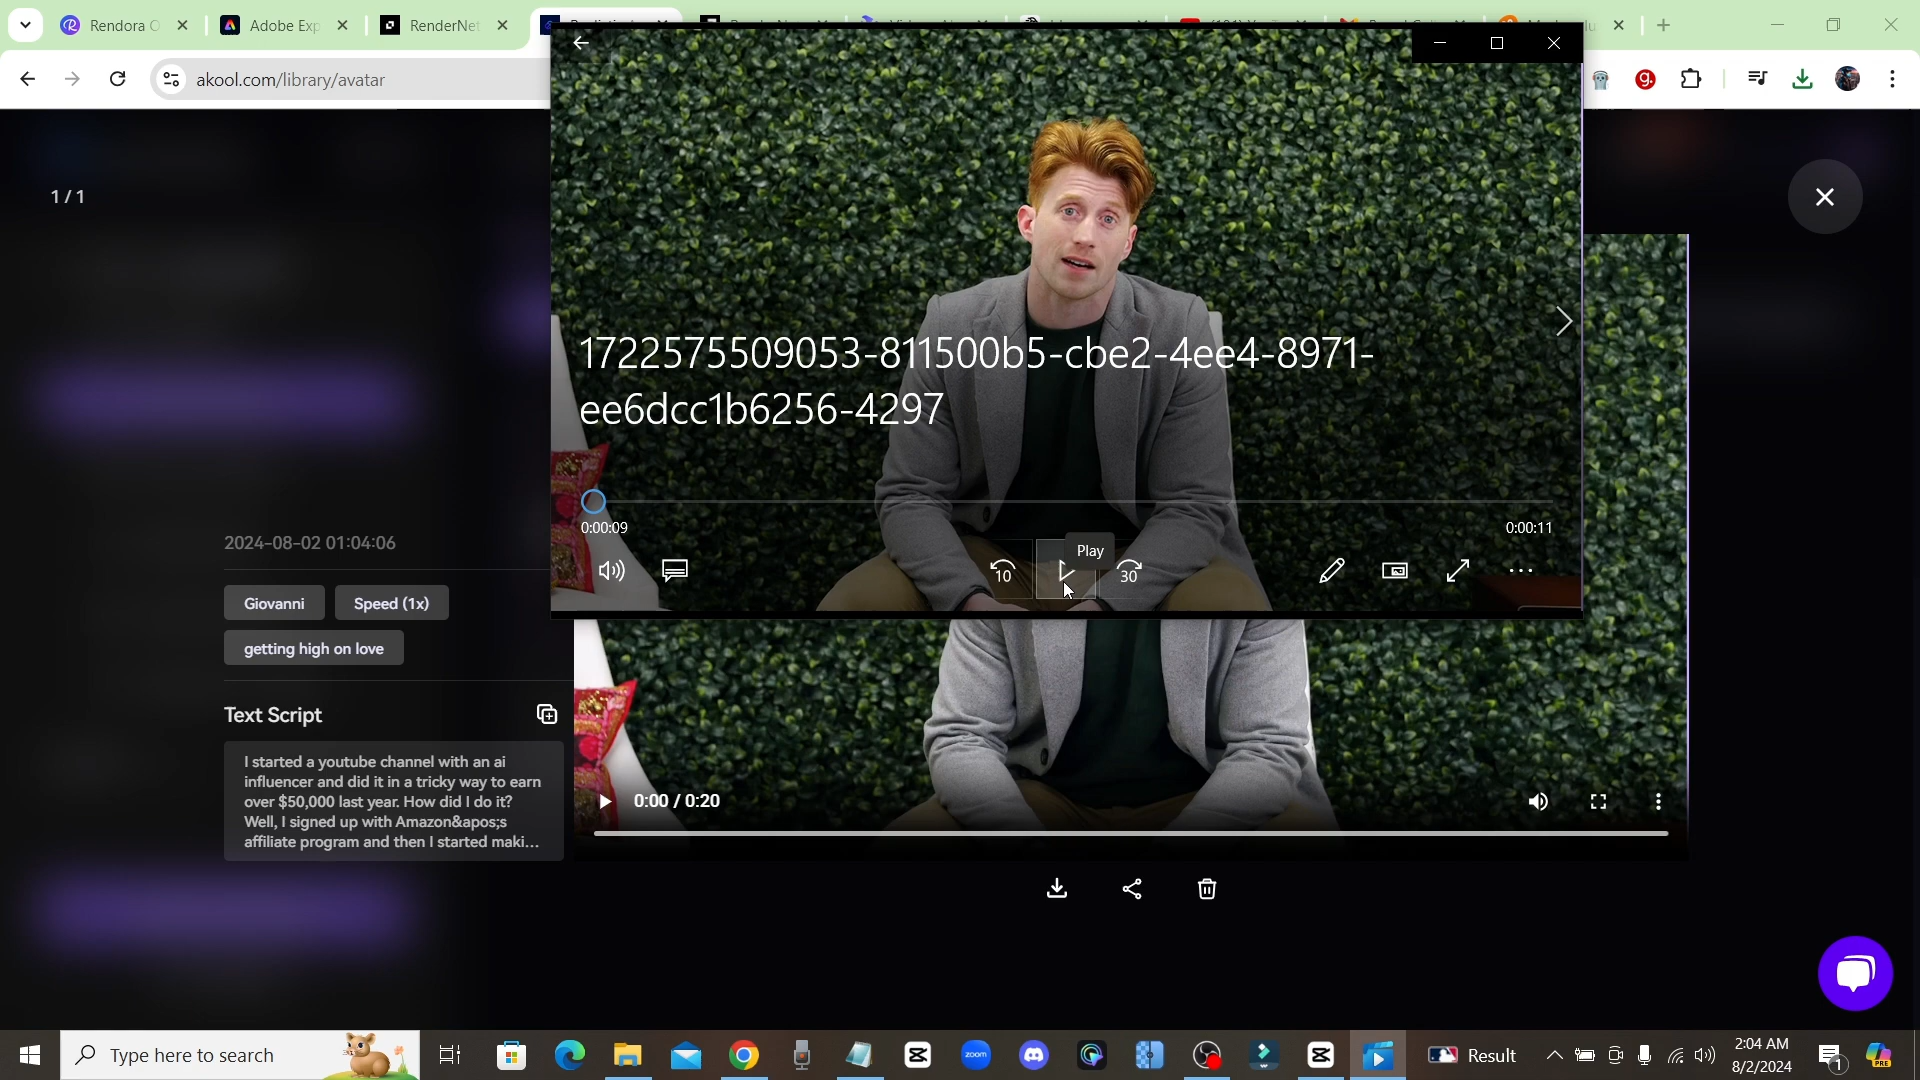 Rendora O
Adobe Exp
RenderNet
akool.com/library/avatar
g.
1 / 1
1722575509053-811500b5-cbe2-4ee4-8971-
ee6dcc1b6256-4297
0:00:09
0:00:11
Play
10
30
2024-08-02 01:04:06
Giovanni
Speed (1x)
getting high on love
Text Script
I started a youtube channel with an ai
influencer and did it in a tricky way to earn
over $50,000 last year. How did I do it?
Well, I signed up with Amazon&apos;s
affiliate program and then I started maki...
0:00 / 0:20
Type here to search
zoom
Result
2:04 AM
8/2/2024
1
PRE